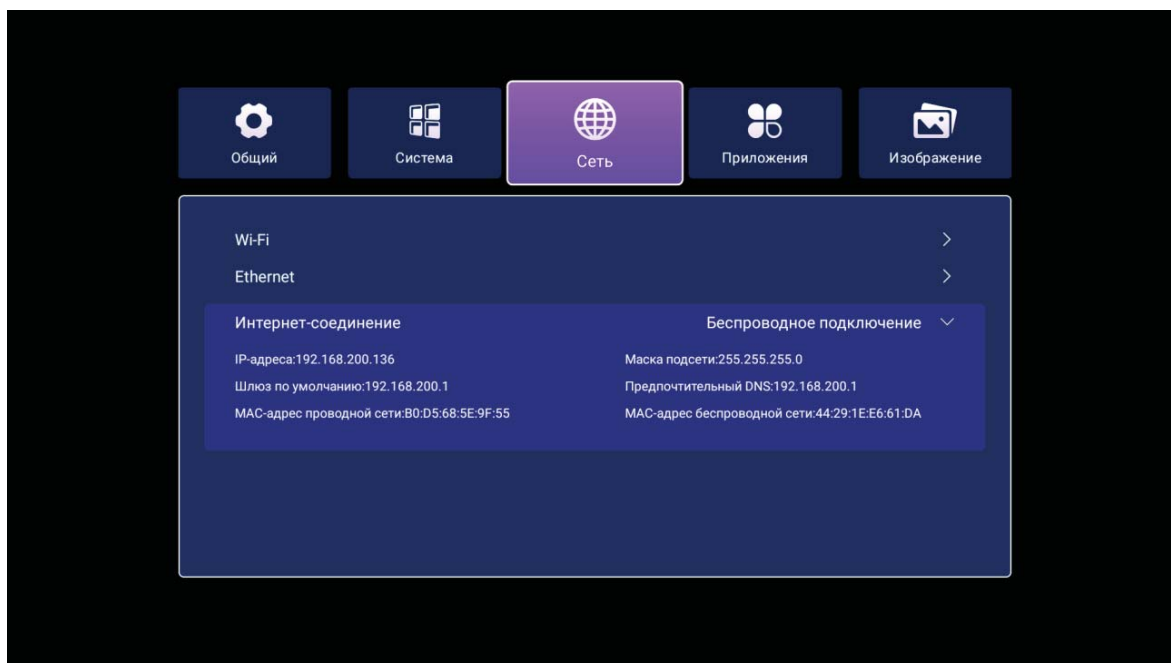 Общий
Система
Сеть
Приложения
Изображение
Wi-Fi
Ethernet
Интернет-соединение Беспроводное подключение
IP-адреса:192.168.200.136 Маска подсети:255.255.255.0
Шлюз по умолчанию:192.168.200.1 Предпочтительный DNS:192.168.200.1
MAC-адрес проводной сети:B0:D5:68:5E:9F:55 MAC-адрес беспроводной сети:44:29:1E:E6:61:DA